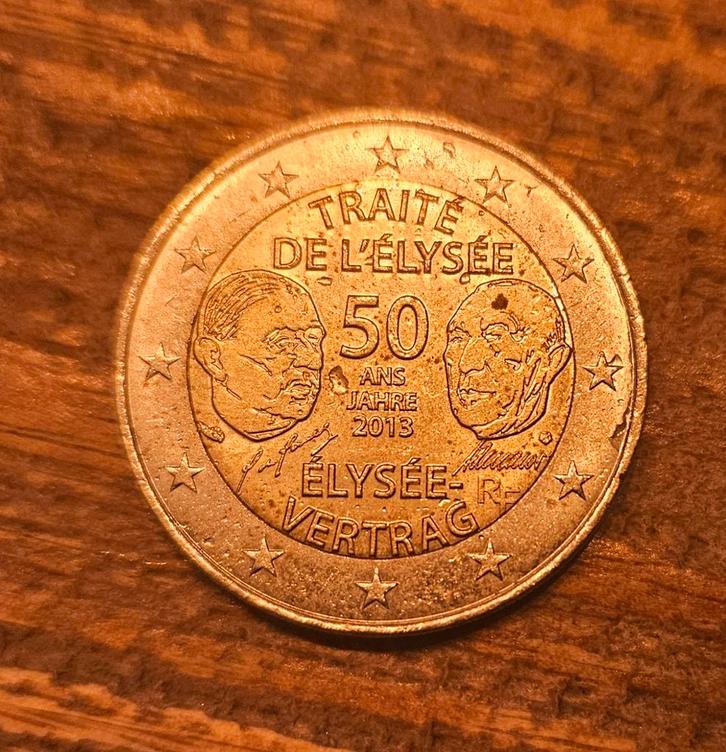 TRAITÉ
DE L'ÉLYSÉE
50
ANS
JAHRE
2013
ÉLYSÉE-
RF
VERTRAG